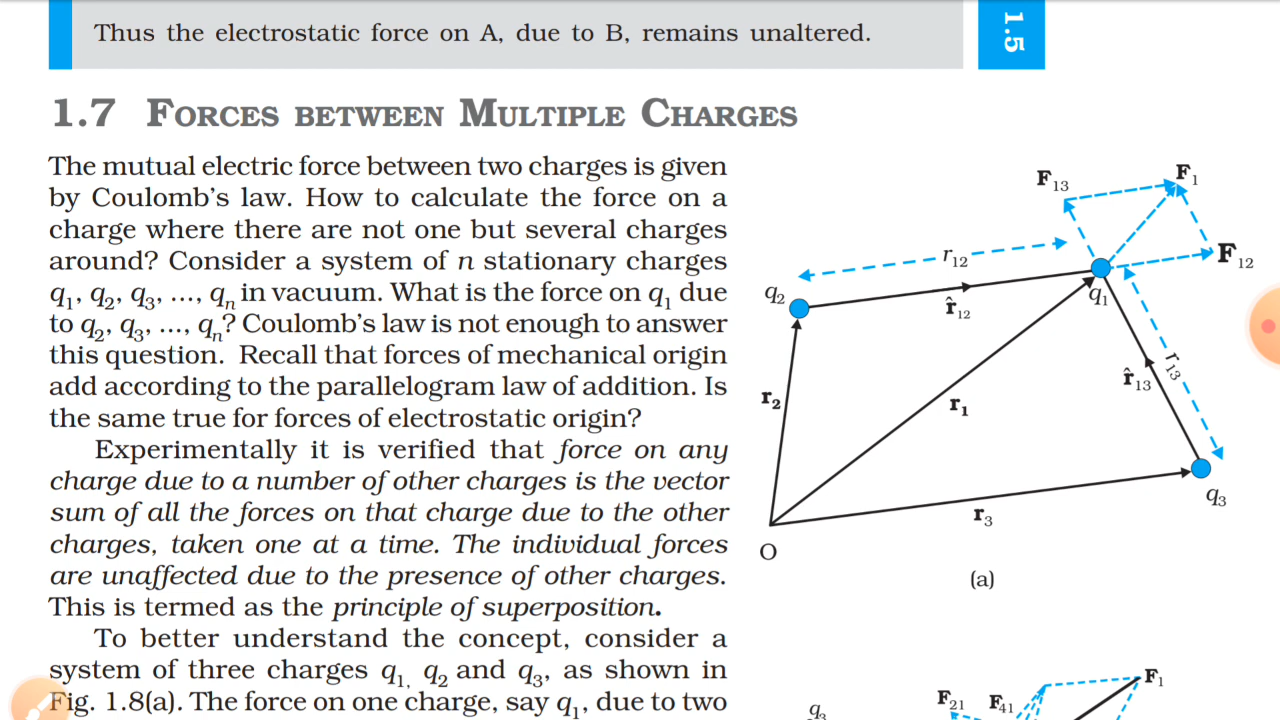 Thus the electrostatic force on A, due to B, remains unaltered.
1.5
1.7 FORCES BETWEEN MULTIPLE CHARGES
The mutual electric force between two charges is given
by Coulomb's law. How to calculate the force on a
charge where there are not one but several charges
around? Consider a system of n stationary charges
q₁, q₂, q₃, ..., qₙ in vacuum. What is the force on q₁ due
to q₂, q₃, ..., qₙ? Coulomb's law is not enough to answer
this question. Recall that forces of mechanical origin
add according to the parallelogram law of addition. Is
the same true for forces of electrostatic origin?
Experimentally it is verified that force on any
charge due to a number of other charges is the vector
sum of all the forces on that charge due to the other
charges, taken one at a time. The individual forces
are unaffected due to the presence of other charges.
This is termed as the principle of superposition.
To better understand the concept, consider a
system of three charges q₁, q₂ and q₃, as shown in
Fig. 1.8(a). The force on one charge, say q₁, due to two
F₁₃
F₁
r₁₂
F₁₂
q₂
r̂₁₂
q₁
r̂₁₃
r₁₃
r₂
r₁
q₃
r₃
O
(a)
F₁
F₂₁
F₄₁
q₃